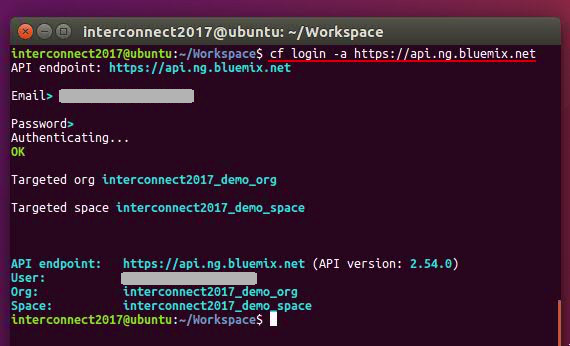 interconnect2017@ubuntu: ~/Workspace
interconnect2017@ubuntu:~/Workspace$ cf login -a https://api.ng.bluemix.net
API endpoint: https://api.ng.bluemix.net
Email>
Password>
Authenticating...
OK
Targeted org interconnect2017_demo_org
Targeted space interconnect2017_demo_space
API endpoint:   https://api.ng.bluemix.net (API version: 2.54.0)
User:
Org:            interconnect2017_demo_org
Space:          interconnect2017_demo_space
interconnect2017@ubuntu:~/Workspace$